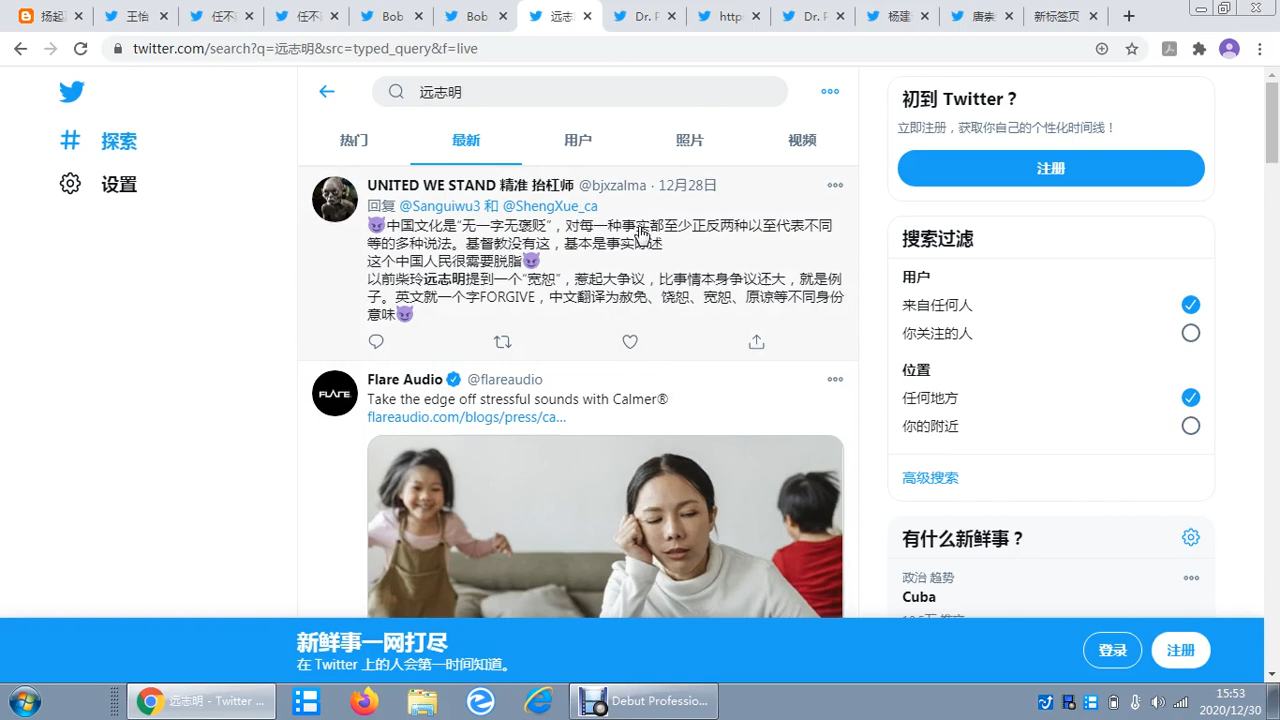 扬起
王怡
任不
任不
Bob
Bob
远志
Dr. F
http
Dr. F
杨建
唐崇
新标签页
twitter.com/search?q=远志明&src=typed_query&f=live
探索
设置
远志明
热门 最新 用户 照片 视频
UNITED WE STAND 精准 抬杠师 @bjxzalma · 12月28日
回复 @Sanguiwu3 和 @ShengXue_ca
😈中国文化是“无一字无褒贬”，对每一种事实都至少正反两种以至代表不同
等的多种说法。基督教没有这，基本是事实 述
这个中国人民很需要脱脂😈
以前柴玲远志明提到一个“宽恕”，惹起大争议，比事情本身争议还大，就是例
子。英文就一个字FORGIVE，中文翻译为赦免、饶恕、宽恕、原谅等不同身份
意味😈
FLARE.
Flare Audio @flareaudio
Take the edge off stressful sounds with Calmer®
flareaudio.com/blogs/press/ca...
初到 Twitter？
立即注册，获取你自己的个性化时间线！
注册
搜索过滤
用户
来自任何人
你关注的人
位置
任何地方
你的附近
高级搜索
有什么新鲜事？
政治 趋势
Cuba
新鲜事一网打尽
在 Twitter 上的人会第一时间知道。
登录
注册
远志明 - Twitter ...
Debut Professio...
15:53
2020/12/30